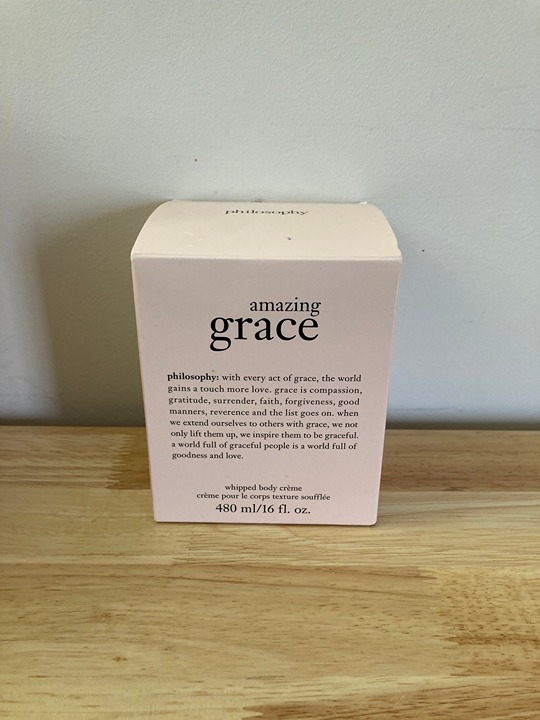 philosophy
amazing
grace
philosophy: with every act of grace, the world
gains a touch more love. grace is compassion,
gratitude, surrender, faith, forgiveness, good
manners, reverence and the list goes on. when
we extend ourselves to others with grace, we not
only lift them up, we inspire them to be graceful.
a world full of graceful people is a world full of
goodness and love.
whipped body crème
crème pour le corps texture soufflée
480 ml/16 fl. oz.